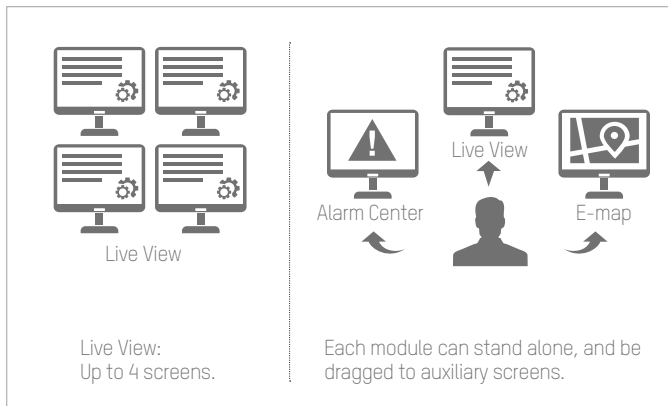 Live View
Live View:
Up to 4 screens.
Live View
Alarm Center
E-map
Each module can stand alone, and be
dragged to auxiliary screens.